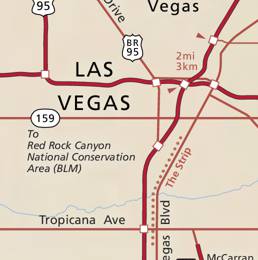 95
Drive
Vegas
BR
95
2mi
3km
LAS
VEGAS
159
To
Red Rock Canyon
National Conservation
Area (BLM)
The Strip
Tropicana Ave
Blvd
McCarran